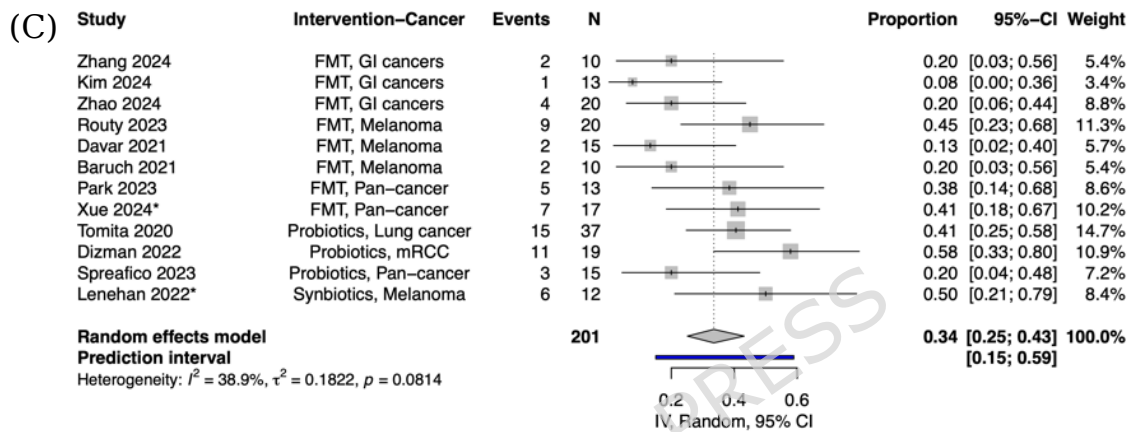 (C) Study Intervention–Cancer Events N Proportion 95%–CI Weight
Zhang 2024 FMT, GI cancers 2 10 0.20 [0.03; 0.56] 5.4%
Kim 2024 FMT, GI cancers 1 13 0.08 [0.00; 0.36] 3.4%
Zhao 2024 FMT, GI cancers 4 20 0.20 [0.06; 0.44] 8.8%
Routy 2023 FMT, Melanoma 9 20 0.45 [0.23; 0.68] 11.3%
Davar 2021 FMT, Melanoma 2 15 0.13 [0.02; 0.40] 5.7%
Baruch 2021 FMT, Melanoma 2 10 0.20 [0.03; 0.56] 5.4%
Park 2023 FMT, Pan–cancer 5 13 0.38 [0.14; 0.68] 8.6%
Xue 2024* FMT, Pan–cancer 7 17 0.41 [0.18; 0.67] 10.2%
Tomita 2020 Probiotics, Lung cancer 15 37 0.41 [0.25; 0.58] 14.7%
Dizman 2022 Probiotics, mRCC 11 19 0.58 [0.33; 0.80] 10.9%
Spreafico 2023 Probiotics, Pan–cancer 3 15 0.20 [0.04; 0.48] 7.2%
Lenehan 2022* Synbiotics, Melanoma 6 12 0.50 [0.21; 0.79] 8.4%
Random effects model 201 0.34 [0.25; 0.43] 100.0%
Prediction interval [0.15; 0.59]
Heterogeneity: I² = 38.9%, τ² = 0.1822, p = 0.0814
0.2 0.4 0.6
IV, Random, 95% CI
PRESS